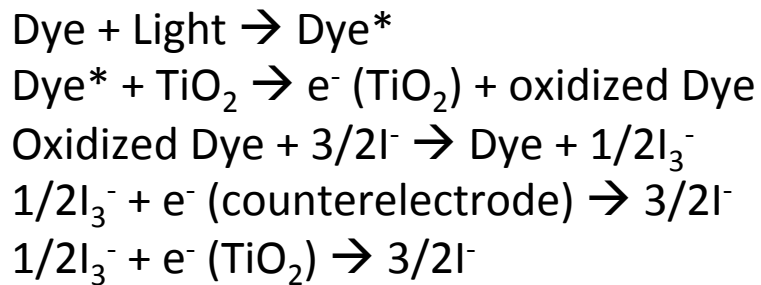 Dye + Light → Dye*
Dye* + TiO₂ → e⁻ (TiO₂) + oxidized Dye
Oxidized Dye + 3/2I⁻ → Dye + 1/2I₃⁻
1/2I₃⁻ + e⁻ (counterelectrode) → 3/2I⁻
1/2I₃⁻ + e⁻ (TiO₂) → 3/2I⁻